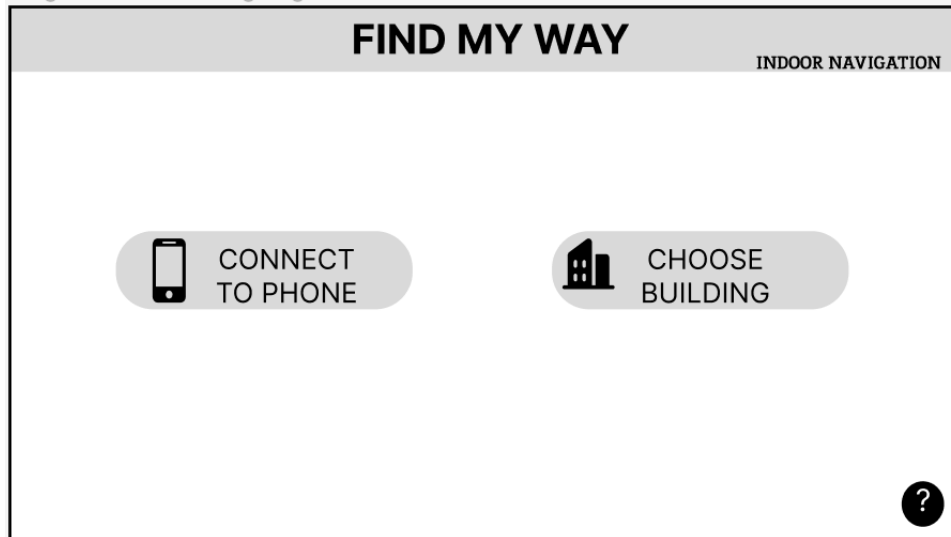 FIND MY WAY
INDOOR NAVIGATION
CONNECT
TO PHONE
CHOOSE
BUILDING
?